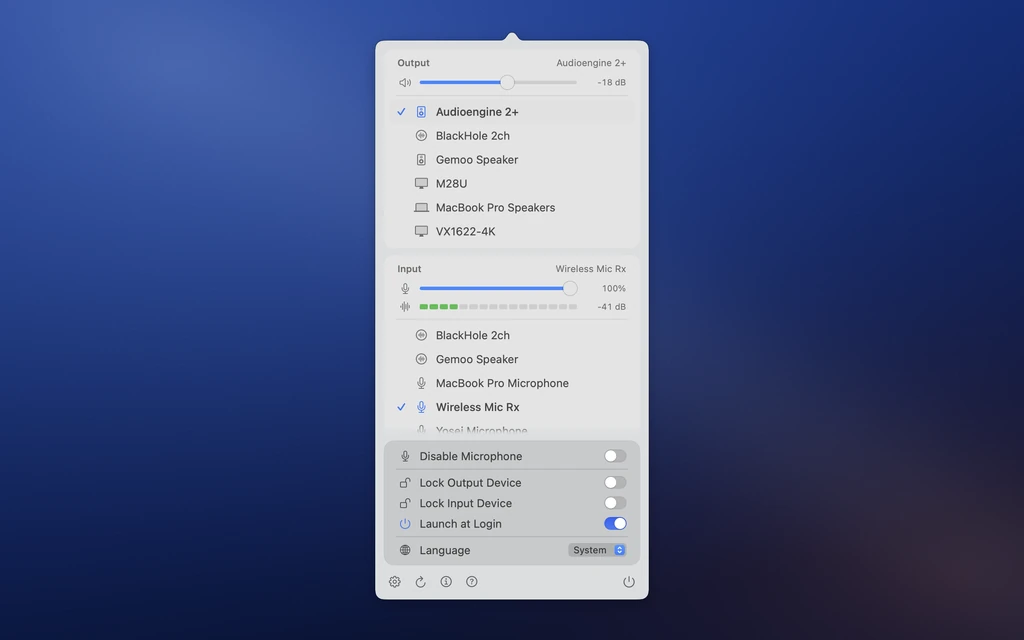 Output Audioengine 2+
-18 dB
Audioengine 2+
BlackHole 2ch
Gemoo Speaker
M28U
MacBook Pro Speakers
VX1622-4K
Input Wireless Mic Rx
100%
-41 dB
BlackHole 2ch
Gemoo Speaker
MacBook Pro Microphone
Wireless Mic Rx
Yosei Microphone
Disable Microphone
Lock Output Device
Lock Input Device
Launch at Login
Language System